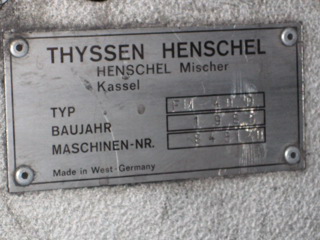 THYSSEN HENSCHEL
HENSCHEL Mischer
Kassel
TYP
BAUJAHR
MASCHINEN-NR.
Made in West-Germany